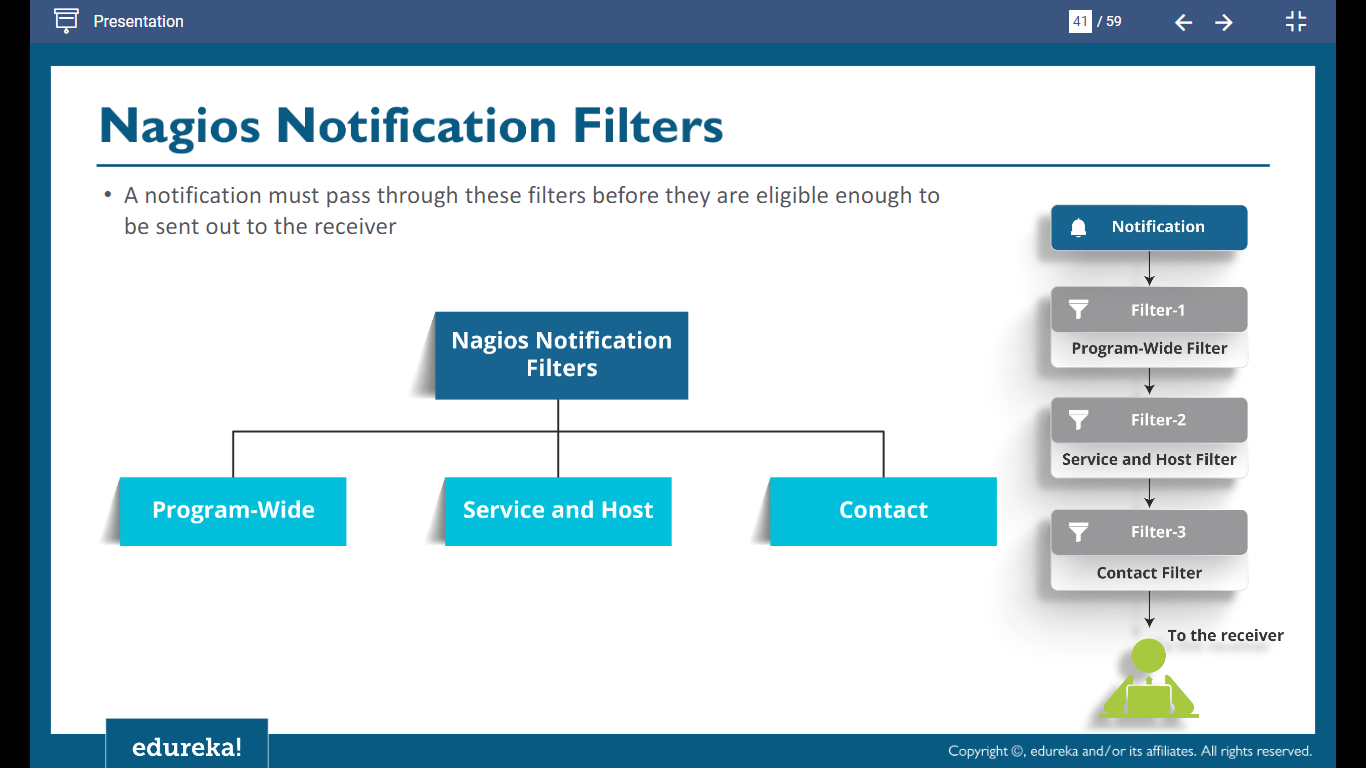 Presentation
41 / 59
Nagios Notification Filters
• A notification must pass through these filters before they are eligible enough to
be sent out to the receiver
Nagios Notification
Filters
Program-Wide
Service and Host
Contact
Notification
Filter-1
Program-Wide Filter
Filter-2
Service and Host Filter
Filter-3
Contact Filter
To the receiver
edureka!
Copyright ©, edureka and/or its affiliates. All rights reserved.